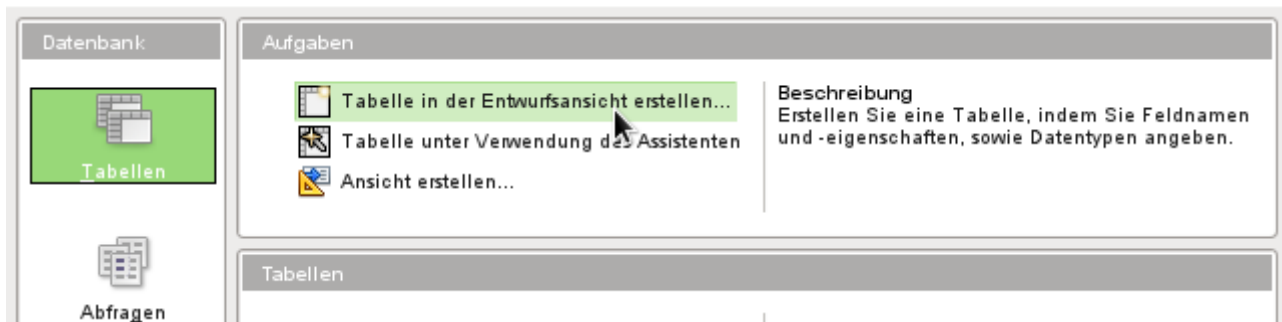 Datenbank
Tabellen
Abfragen
Aufgaben
Tabelle in der Entwurfsansicht erstellen...
Tabelle unter Verwendung des Assistenten
Ansicht erstellen...
Beschreibung
Erstellen Sie eine Tabelle, indem Sie Feldnamen
und -eigenschaften, sowie Datentypen angeben.
Tabellen